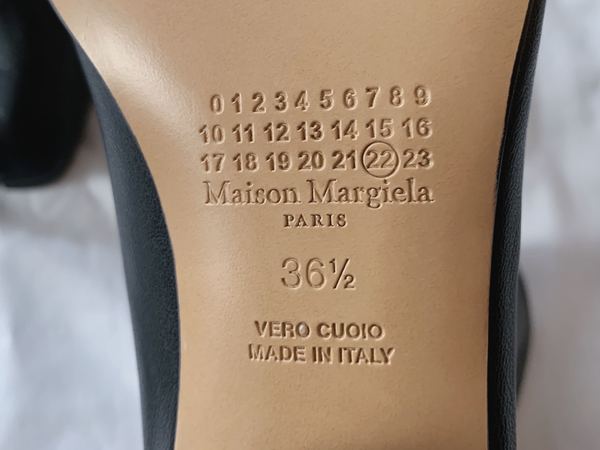 0 1 2 3 4 5 6 7 8 9
10 11 12 13 14 15 16
17 18 19 20 21 22 23
Maison Margiela
PARIS
36½
VERO CUOIO
MADE IN ITALY